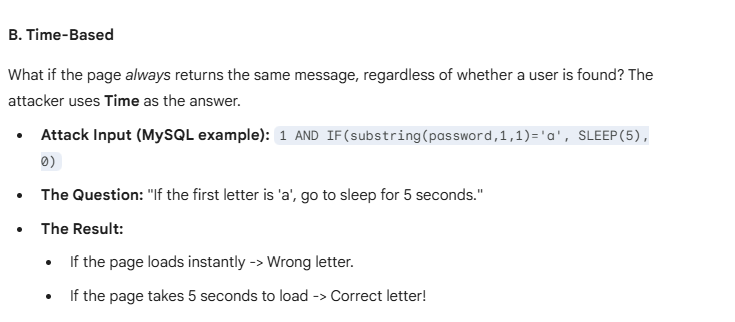 B. Time-Based
What if the page always returns the same message, regardless of whether a user is found? The
attacker uses Time as the answer.
• Attack Input (MySQL example): 1 AND IF(substring(password,1,1)='a', SLEEP(5),
0)
• The Question: "If the first letter is 'a', go to sleep for 5 seconds."
• The Result:
• If the page loads instantly -> Wrong letter.
• If the page takes 5 seconds to load -> Correct letter!